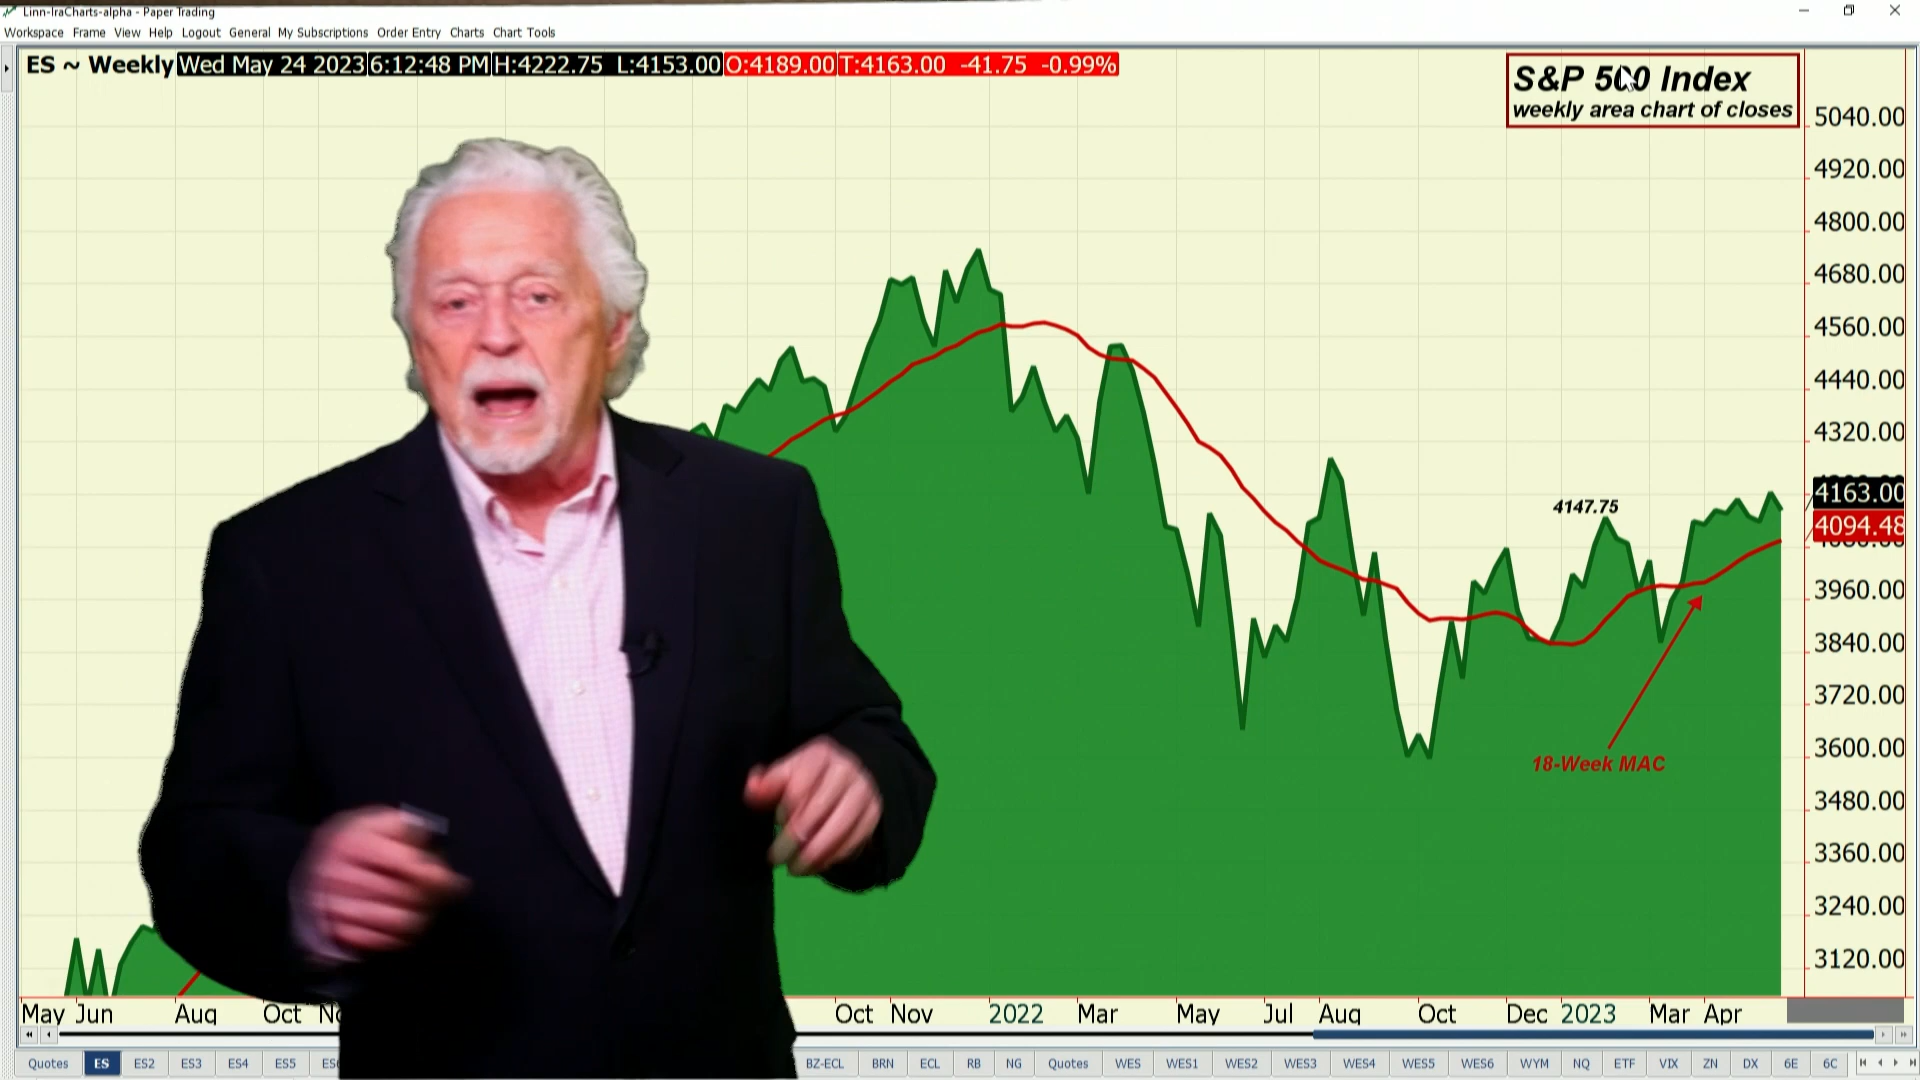 Linn-IraCharts-alpha - Paper Trading
Workspace Frame View Help Logout General My Subscriptions Order Entry Charts Chart Tools
ES ~ Weekly Wed May 24 2023 6:12:48 PM H:4222.75 L:4153.00 O:4189.00 T:4163.00 -41.75 -0.99%
S&P 500 Index
weekly area chart of closes
5040.00
4920.00
4800.00
4680.00
4560.00
4440.00
4320.00
4163.00
4147.75
4094.48
3960.00
3840.00
3720.00
3600.00
18-Week MAC
3480.00
3360.00
3240.00
3120.00
May Jun Aug Oct Oct Nov 2022 Mar May Jul Aug Oct Dec 2023 Mar Apr
Quotes ES ES2 ES3 ES4 ES5 BZ-ECL BRN ECL RB NG Quotes WES WES1 WES2 WES3 WES4 WES5 WES6 WYM NQ ETF VIX ZN DX 6E 6C